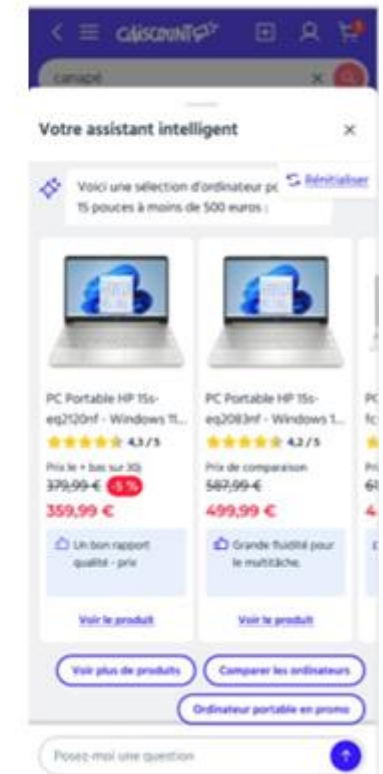 Cdiscount
canapé
Votre assistant intelligent
Réinitialiser
Voici une sélection d'ordinateur po
15 pouces à moins de 500 euros :
PC Portable HP 15s-
eq2120nf - Windows 11...
4,3 / 5
Prix le + bas sur 30j
379,99 € -5 %
359,99 €
Un bon rapport
qualité - prix
Voir le produit
PC Portable HP 15s-
eq2083nf - Windows 1...
4,2 / 5
Prix de comparaison
587,99 €
499,99 €
Grande fluidité pour
le multitâche.
Voir le produit
PC
Voir plus de produits
Comparer les ordinateurs
Ordinateur portable en promo
Posez-moi une question